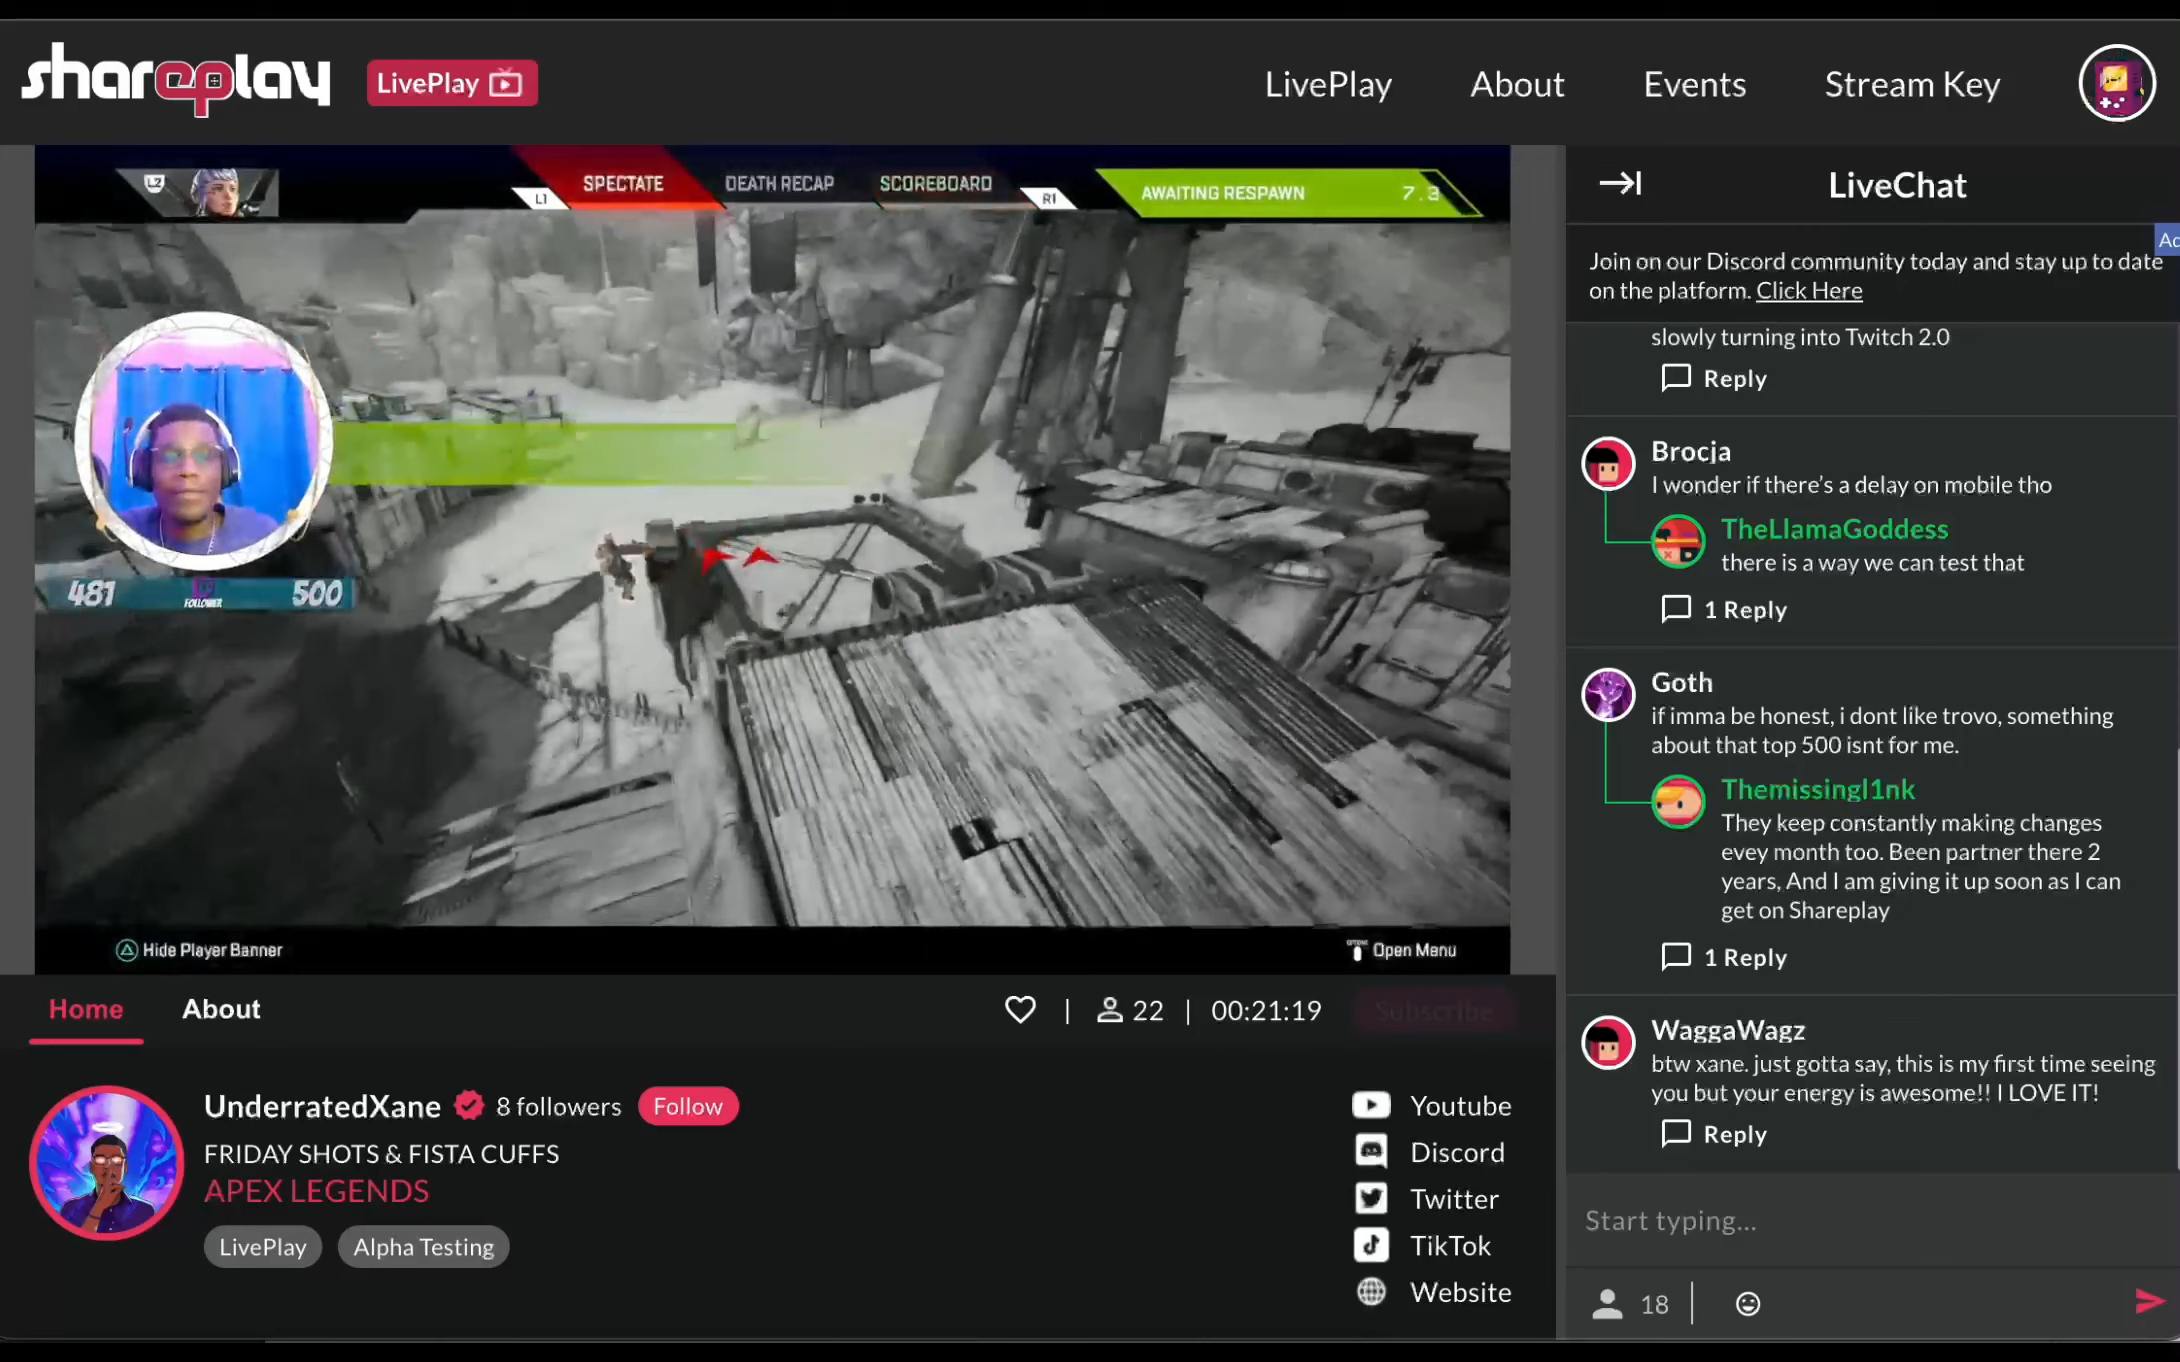 shareplay
LivePlay
LivePlay
About
Events
Stream Key
L2
L1
SPECTATE
DEATH RECAP
SCOREBOARD
R1
AWAITING RESPAWN
7.3
481
FOLLOWER
500
Hide Player Banner
Open Menu
Home
About
22
00:21:19
Subscribe
UnderratedXane
8 followers
Follow
FRIDAY SHOTS & FISTA CUFFS
APEX LEGENDS
LivePlay
Alpha Testing
Youtube
Discord
Twitter
TikTok
Website
LiveChat
Join on our Discord community today and stay up to date
on the platform. Click Here
slowly turning into Twitch 2.0
Reply
Brocja
I wonder if there's a delay on mobile tho
TheLlamaGoddess
there is a way we can test that
1 Reply
Goth
if imma be honest, i dont like trovo, something
about that top 500 isnt for me.
Themissingl1nk
They keep constantly making changes
evey month too. Been partner there 2
years, And I am giving it up soon as I can
get on Shareplay
1 Reply
WaggaWagz
btw xane. just gotta say, this is my first time seeing
you but your energy is awesome!! I LOVE IT!
Reply
Start typing...
18